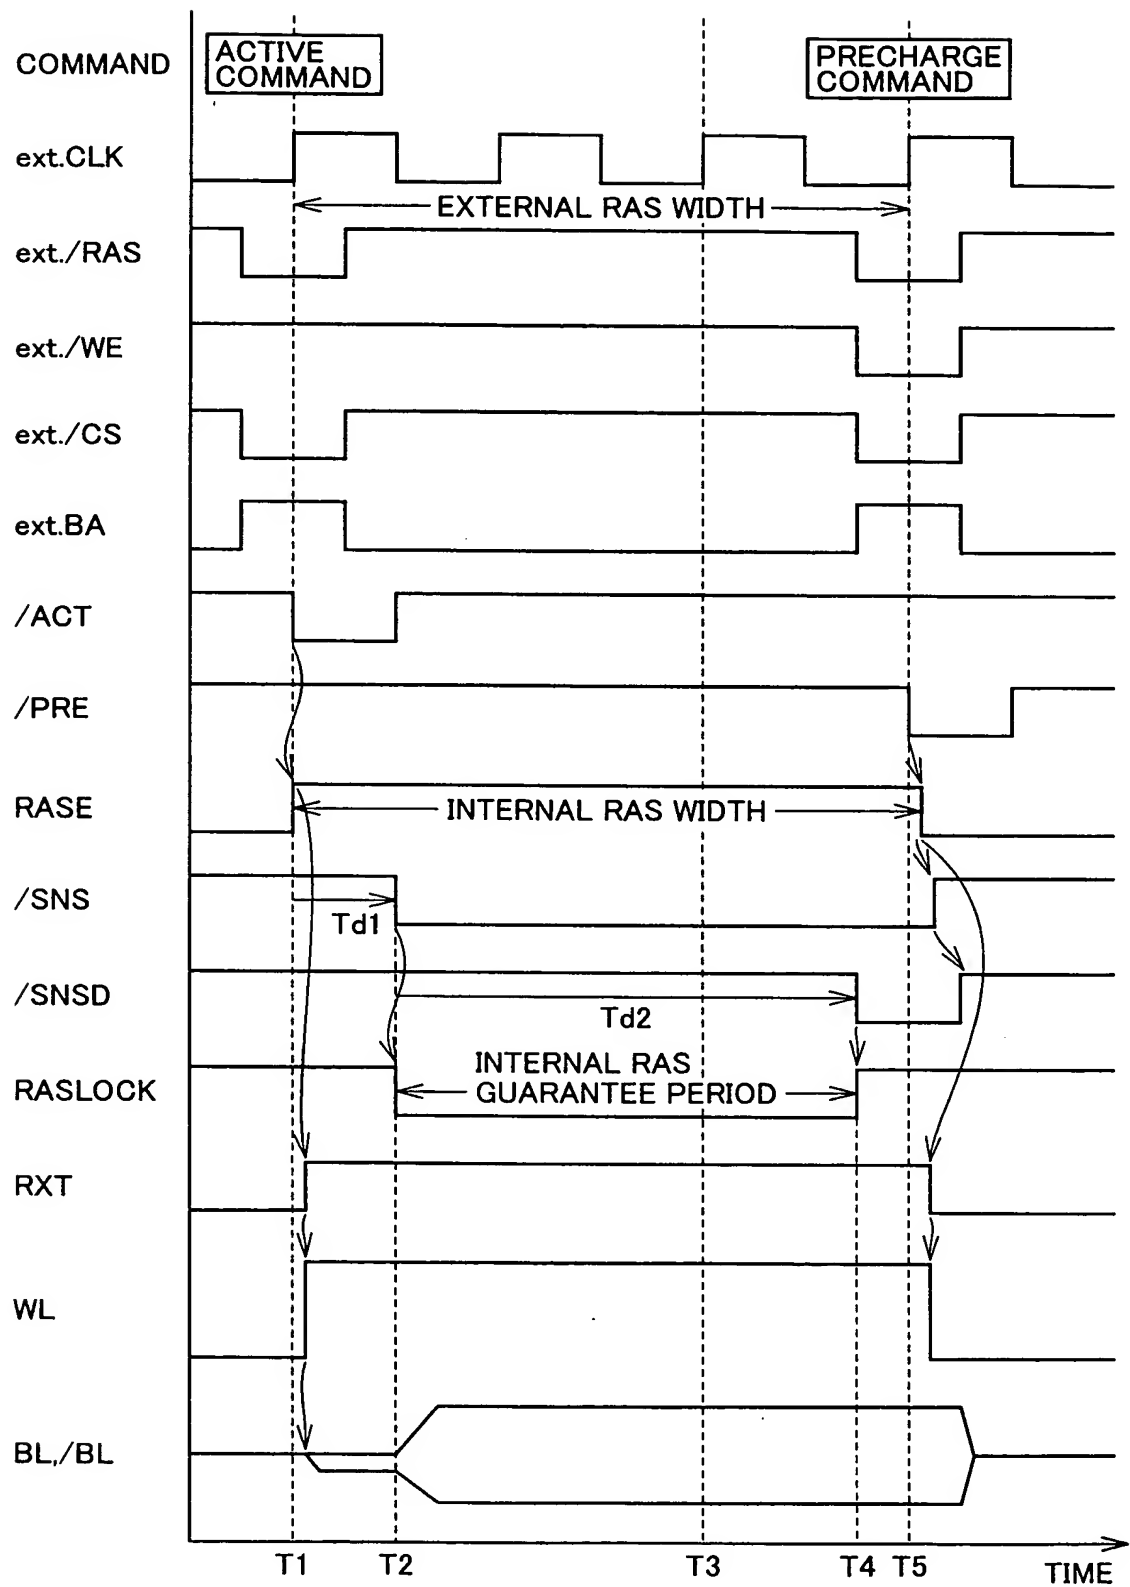 COMMAND
ACTIVE
COMMAND
PRECHARGE
COMMAND
ext.CLK
EXTERNAL RAS WIDTH
ext./RAS
ext./WE
ext./CS
ext.BA
/ACT
/PRE
RASE
INTERNAL RAS WIDTH
/SNS
Td1
/SNSD
Td2
RASLOCK
INTERNAL RAS
GUARANTEE PERIOD
RXT
WL
BL,/BL
T1 T2 T3 T4 T5
TIME